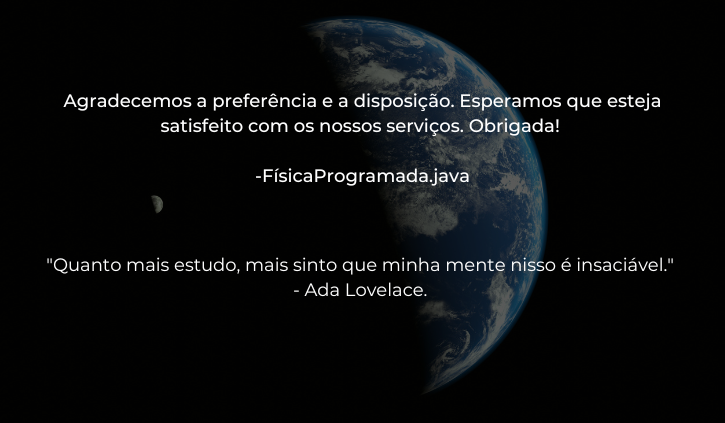 Agradecemos a preferência e a disposição. Esperamos que esteja
satisfeito com os nossos serviços. Obrigada!
-FísicaProgramada.java
"Quanto mais estudo, mais sinto que minha mente nisso é insaciável."
- Ada Lovelace.